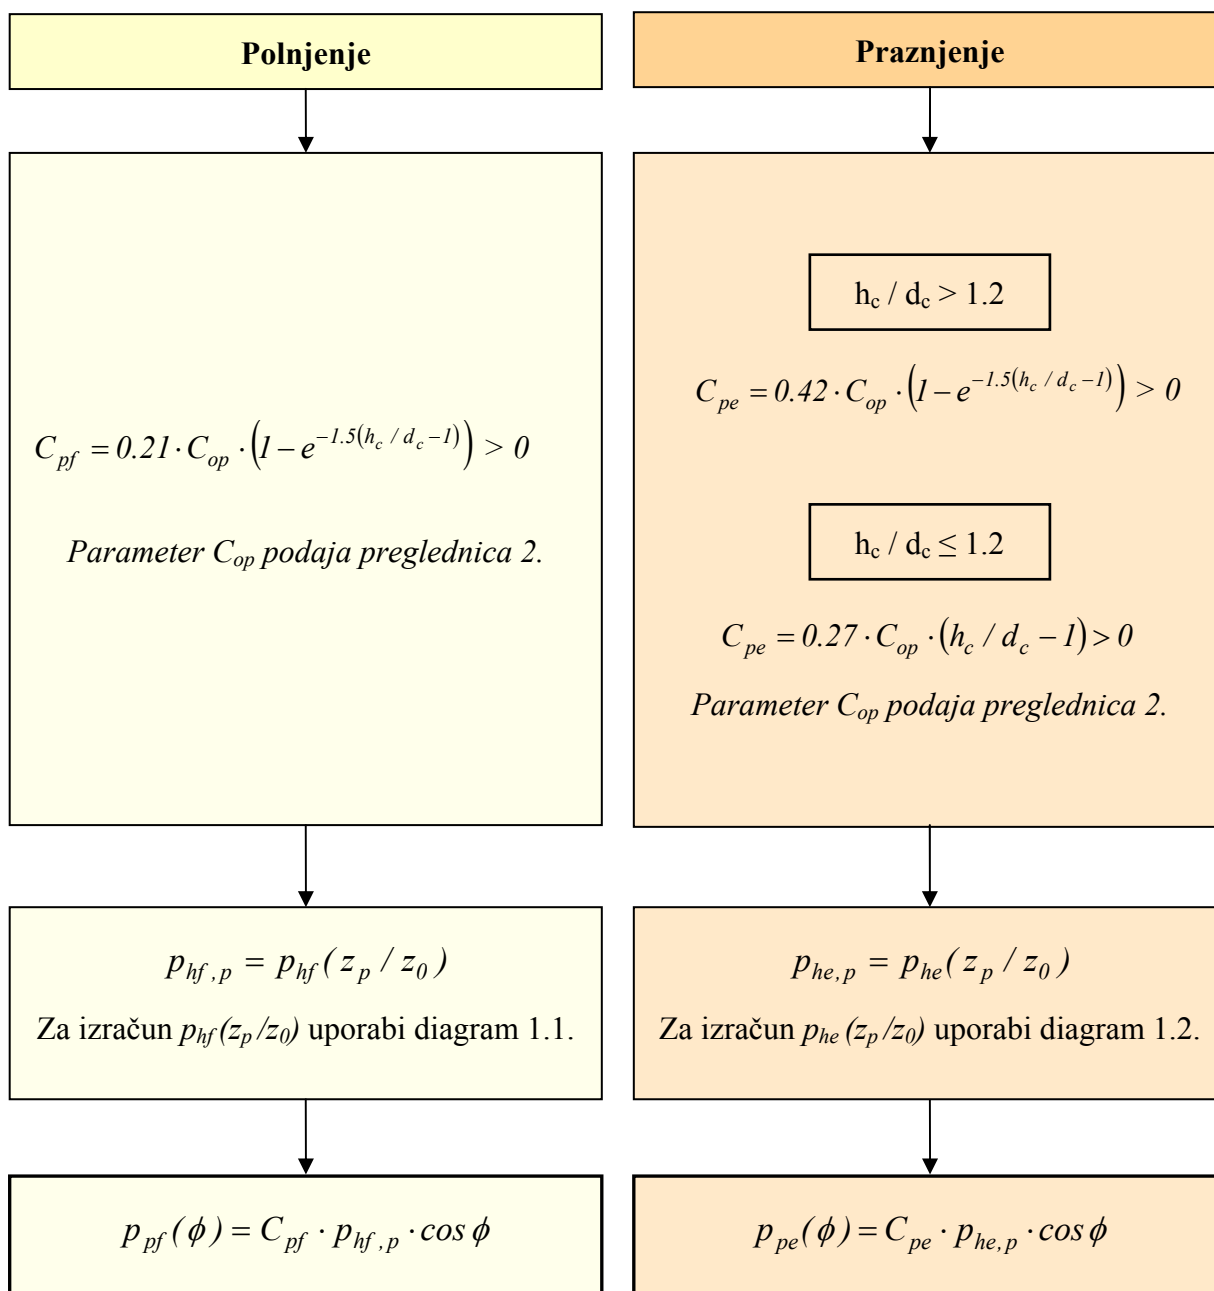 Polnjenje
C_pf = 0.21 · C_op · (1 − e^(−1.5(h_c / d_c − 1))) > 0
Parameter C_op podaja preglednica 2.
p_hf,p = p_hf ( z_p / z_0 )
Za izračun p_hf(z_p/z_0) uporabi diagram 1.1.
p_pf ( ϕ ) = C_pf · p_hf,p · cos ϕ
Praznjenje
h_c / d_c > 1.2
C_pe = 0.42 · C_op · (1 − e^(−1.5(h_c / d_c − 1))) > 0
h_c / d_c ≤ 1.2
C_pe = 0.27 · C_op · (h_c / d_c − 1) > 0
Parameter C_op podaja preglednica 2.
p_he,p = p_he ( z_p / z_0 )
Za izračun p_he (z_p/z_0) uporabi diagram 1.2.
p_pe ( ϕ ) = C_pe · p_he,p · cos ϕ